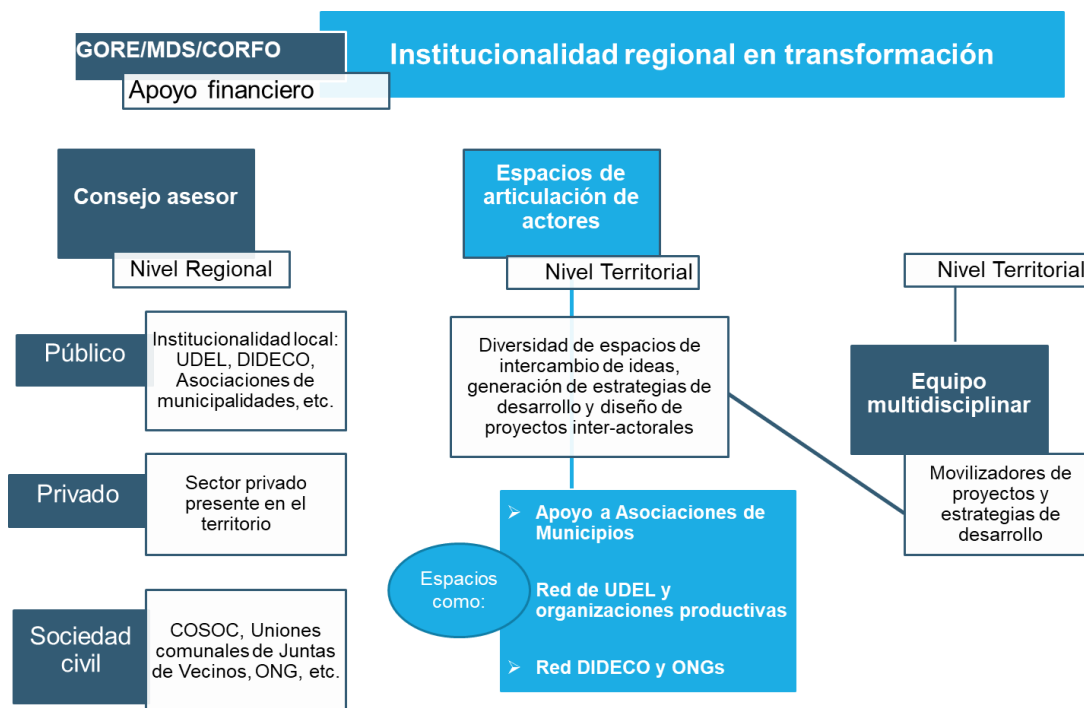 GORE/MDS/CORFO
Institucionalidad regional en transformación
Apoyo financiero
Consejo asesor
Nivel Regional
Público
Institucionalidad local:
UDEL, DIDECO,
Asociaciones de
municipalidades, etc.
Privado
Sector privado
presente en el
territorio
Sociedad
civil
COSOC, Uniones
comunales de Juntas
de Vecinos, ONG, etc.
Espacios de
articulación de
actores
Nivel Territorial
Diversidad de espacios de
intercambio de ideas,
generación de estrategias de
desarrollo y diseño de
proyectos inter-actorales
Espacios
como:
➢ Apoyo a Asociaciones de
Municipios
Red de UDEL y
organizaciones productivas
➢ Red DIDECO y ONGs
Nivel Territorial
Equipo
multidisciplinar
Movilizadores de
proyectos y
estrategias de
desarrollo